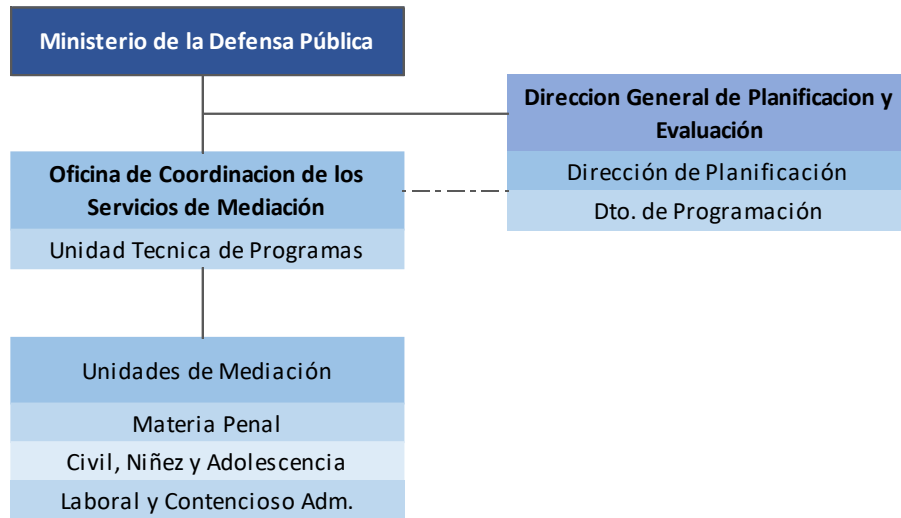 Ministerio de la Defensa Pública
Direccion General de Planificacion y
Evaluación
Dirección de Planificación
Dto. de Programación
Oficina de Coordinacion de los
Servicios de Mediación
Unidad Tecnica de Programas
Unidades de Mediación
Materia Penal
Civil, Niñez y Adolescencia
Laboral y Contencioso Adm.